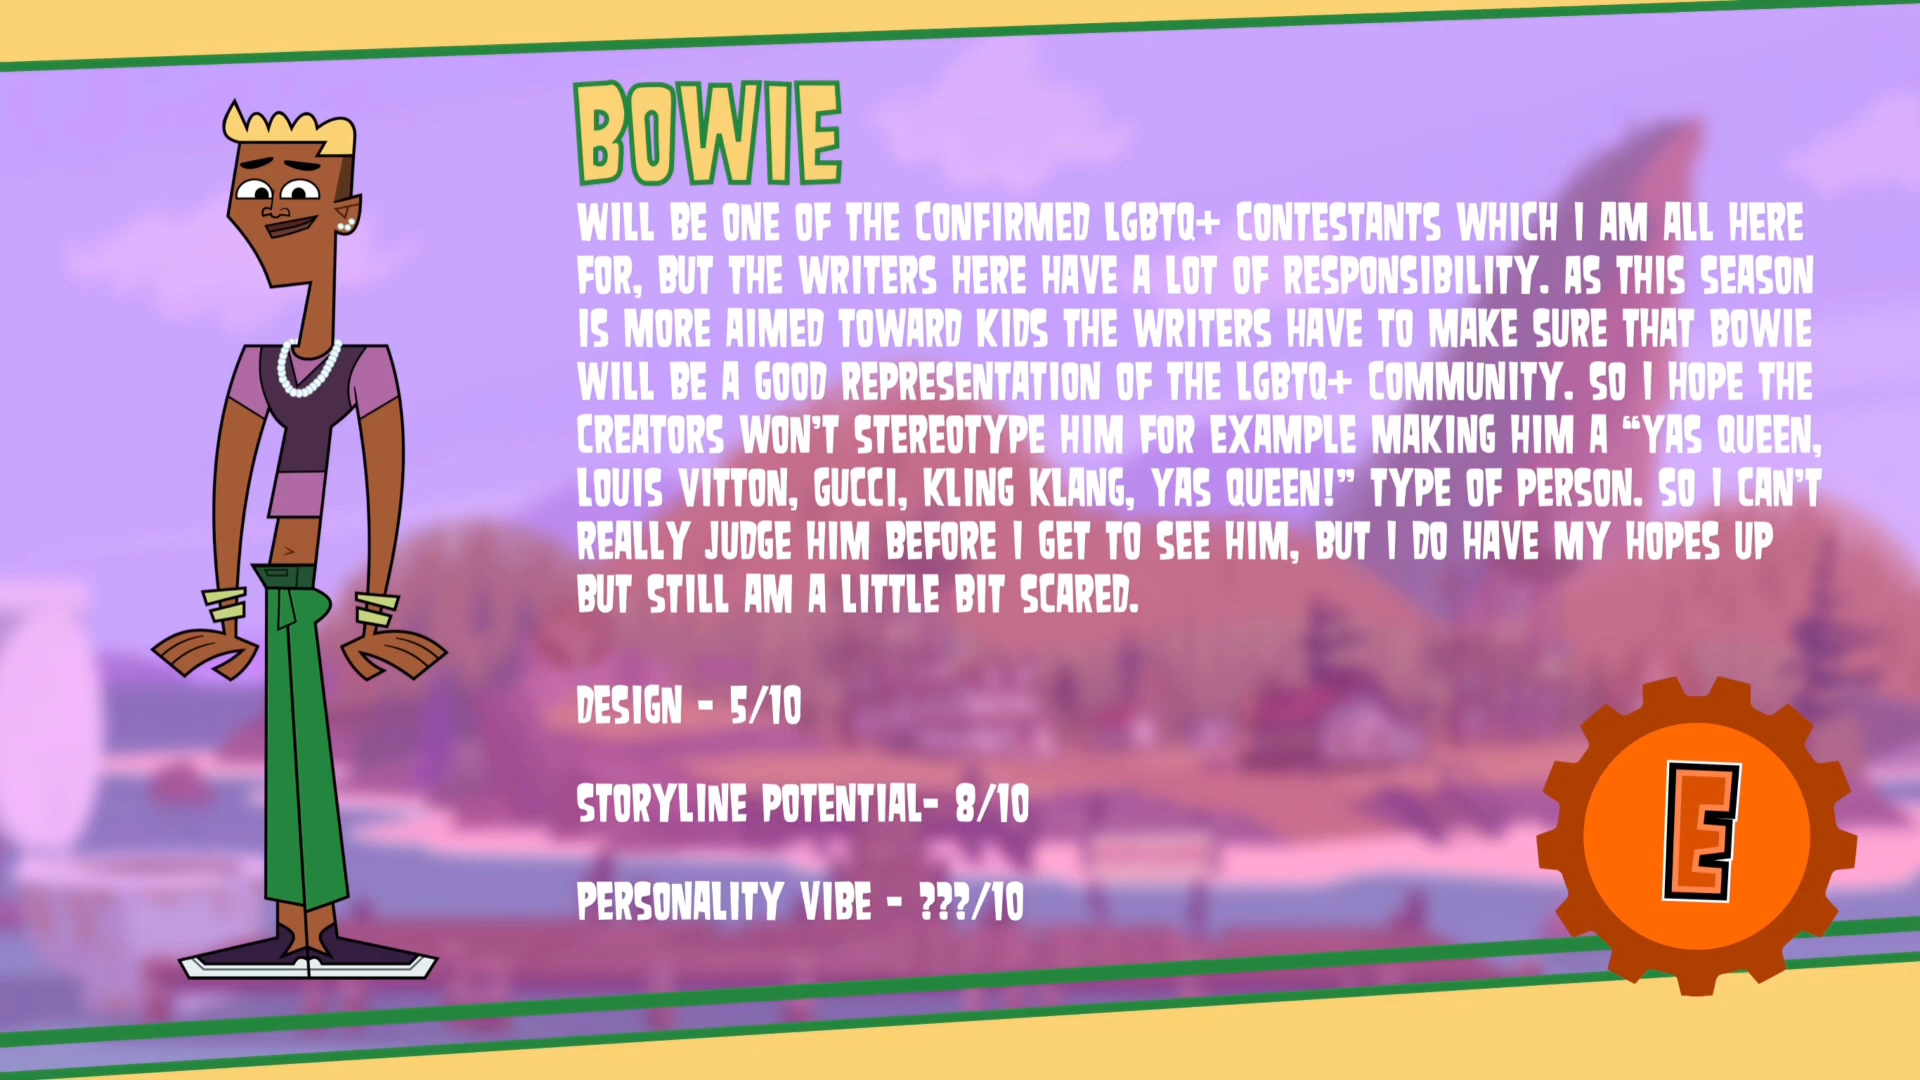 BOWIE
WILL BE ONE OF THE CONFIRMED LGBTQ+ CONTESTANTS WHICH I AM ALL HERE
FOR, BUT THE WRITERS HERE HAVE A LOT OF RESPONSIBILITY. AS THIS SEASON
IS MORE AIMED TOWARD KIDS THE WRITERS HAVE TO MAKE SURE THAT BOWIE
WILL BE A GOOD REPRESENTATION OF THE LGBTQ+ COMMUNITY. SO I HOPE THE
CREATORS WON'T STEREOTYPE HIM FOR EXAMPLE MAKING HIM A “YAS QUEEN,
LOUIS VITTON, GUCCI, KLING KLANG, YAS QUEEN!” TYPE OF PERSON. SO I CAN'T
REALLY JUDGE HIM BEFORE I GET TO SEE HIM, BUT I DO HAVE MY HOPES UP
BUT STILL AM A LITTLE BIT SCARED.
DESIGN - 5/10
STORYLINE POTENTIAL- 8/10
PERSONALITY VIBE - ???/10
E